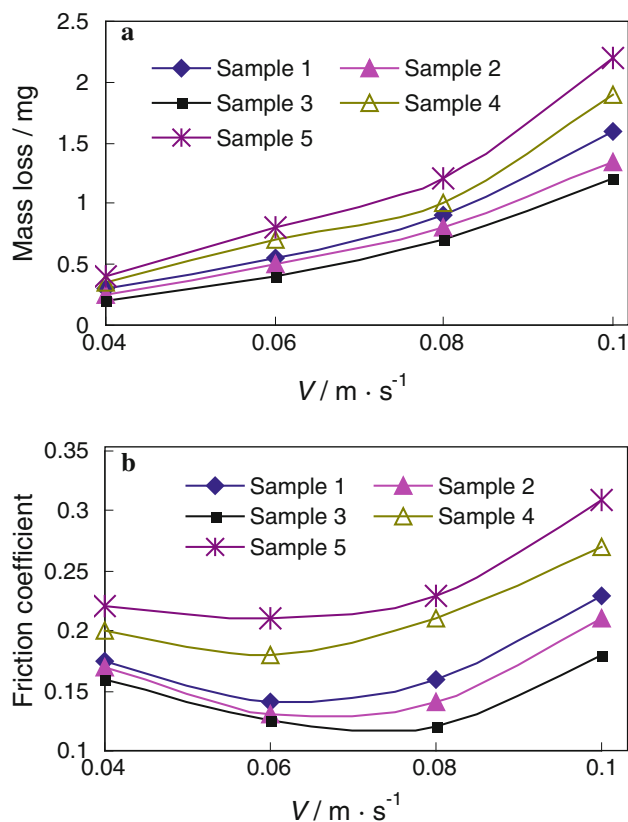 a
2.5
2
1.5
1
0.5
0
Mass loss / mg
Sample 1
Sample 2
Sample 3
Sample 4
Sample 5
0.04
0.06
0.08
0.1
V / m · s⁻¹
b
0.35
0.3
0.25
0.2
0.15
0.1
Friction coefficient
Sample 1
Sample 2
Sample 3
Sample 4
Sample 5
0.04
0.06
0.08
0.1
V / m · s⁻¹